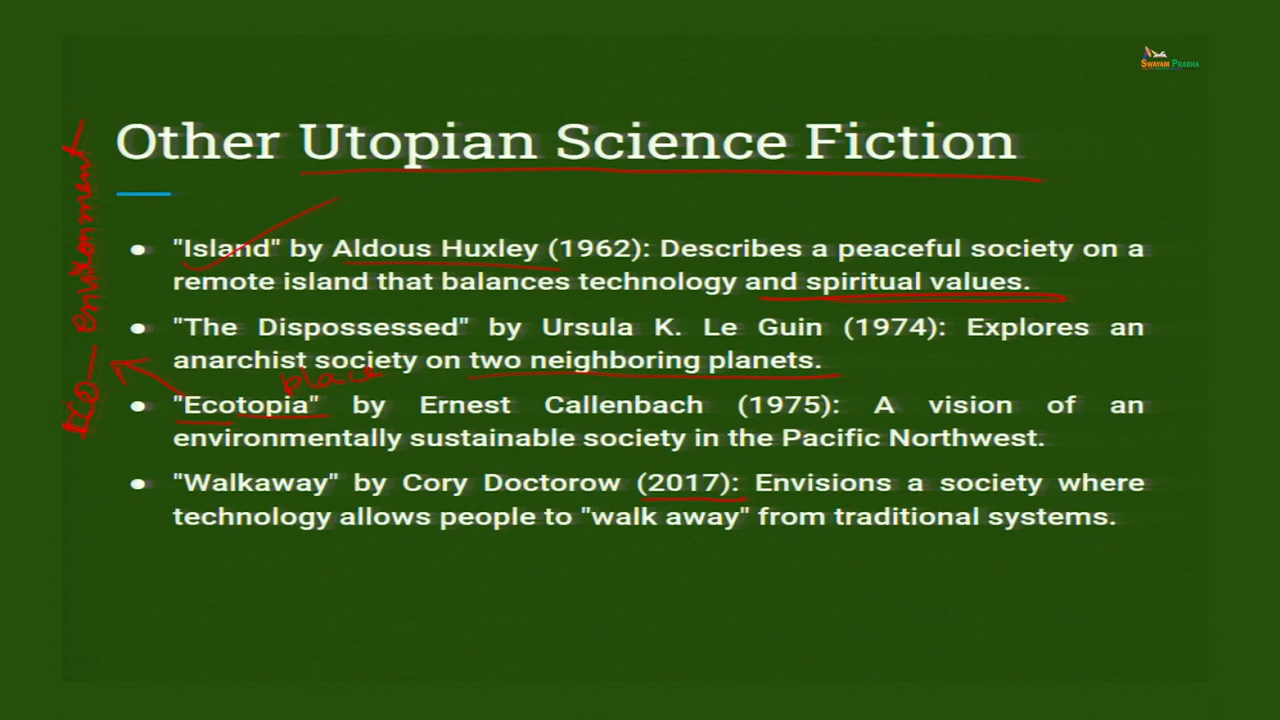 SWAYAM PRABHA
Other Utopian Science Fiction
● "Island" by Aldous Huxley (1962): Describes a peaceful society on a
remote island that balances technology and spiritual values.
● "The Dispossessed" by Ursula K. Le Guin (1974): Explores an
anarchist society on two neighboring planets.
place
● "Ecotopia" by Ernest Callenbach (1975): A vision of an
environmentally sustainable society in the Pacific Northwest.
● "Walkaway" by Cory Doctorow (2017): Envisions a society where
technology allows people to "walk away" from traditional systems.
Eco — environment